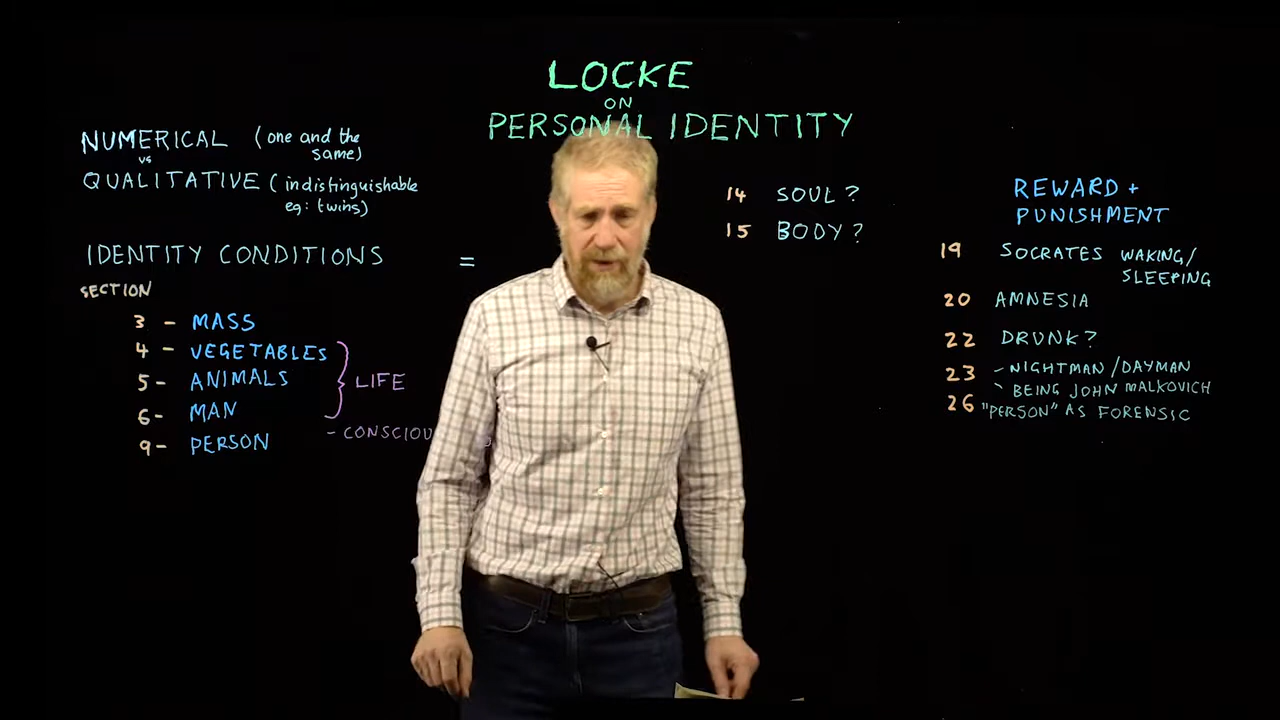 LOCKE
ON
PERSONAL IDENTITY
NUMERICAL (one and the
same)
vs
QUALITATIVE (indistinguishable
eg: twins)
IDENTITY CONDITIONS =
SECTION
3 - MASS
4 - VEGETABLES
5 - ANIMALS
LIFE
6 - MAN
9 - PERSON
14 SOUL?
15 BODY?
REWARD +
PUNISHMENT
19 SOCRATES WAKING/
SLEEPING
20 AMNESIA
22 DRUNK?
23 - NIGHTMAN/DAYMAN
- BEING JOHN MALKOVICH
26 "PERSON" AS FORENSIC